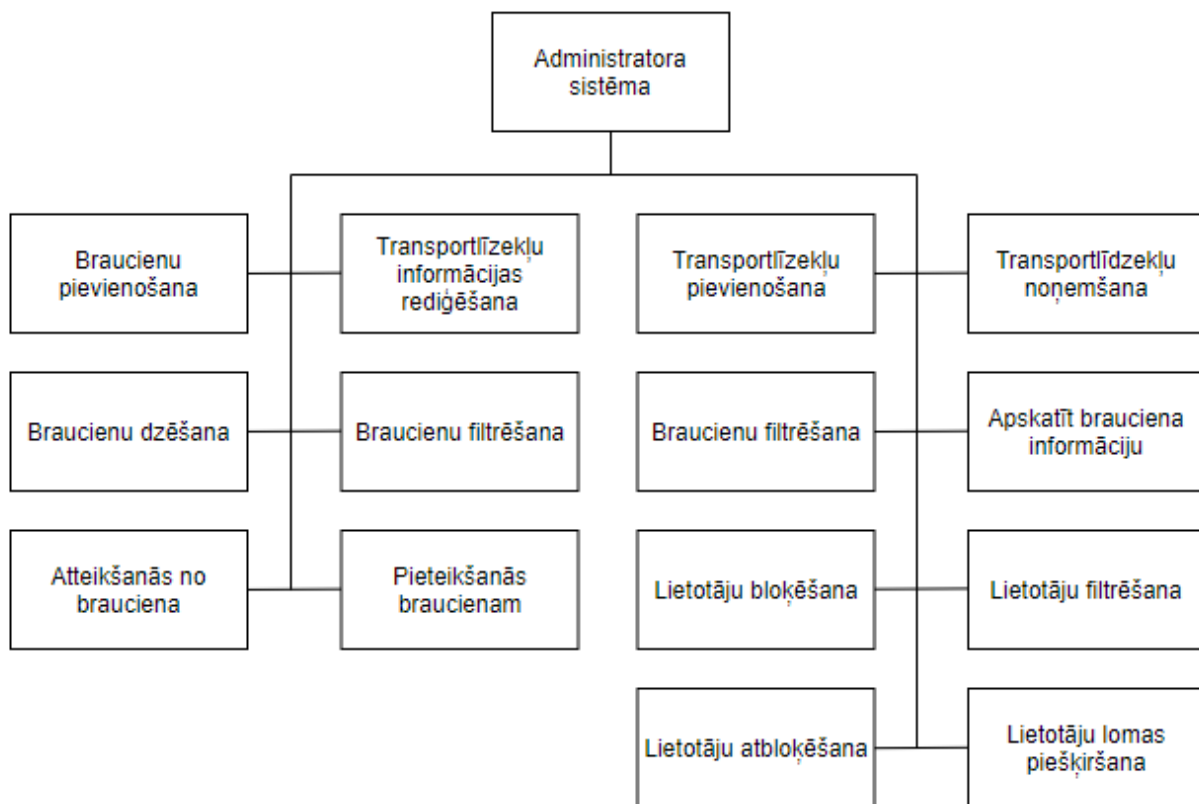 Administratora
sistēma
Braucienu
pievienošana
Transportlīzekļu
informācijas
rediģēšana
Transportlīzekļu
pievienošana
Transportlīdzekļu
noņemšana
Braucienu dzēšana
Braucienu filtrēšana
Braucienu filtrēšana
Apskatīt brauciena
informāciju
Atteikšanās no
brauciena
Pieteikšanās
braucienam
Lietotāju bloķēšana
Lietotāju filtrēšana
Lietotāju atbloķēšana
Lietotāju lomas
piešķiršana